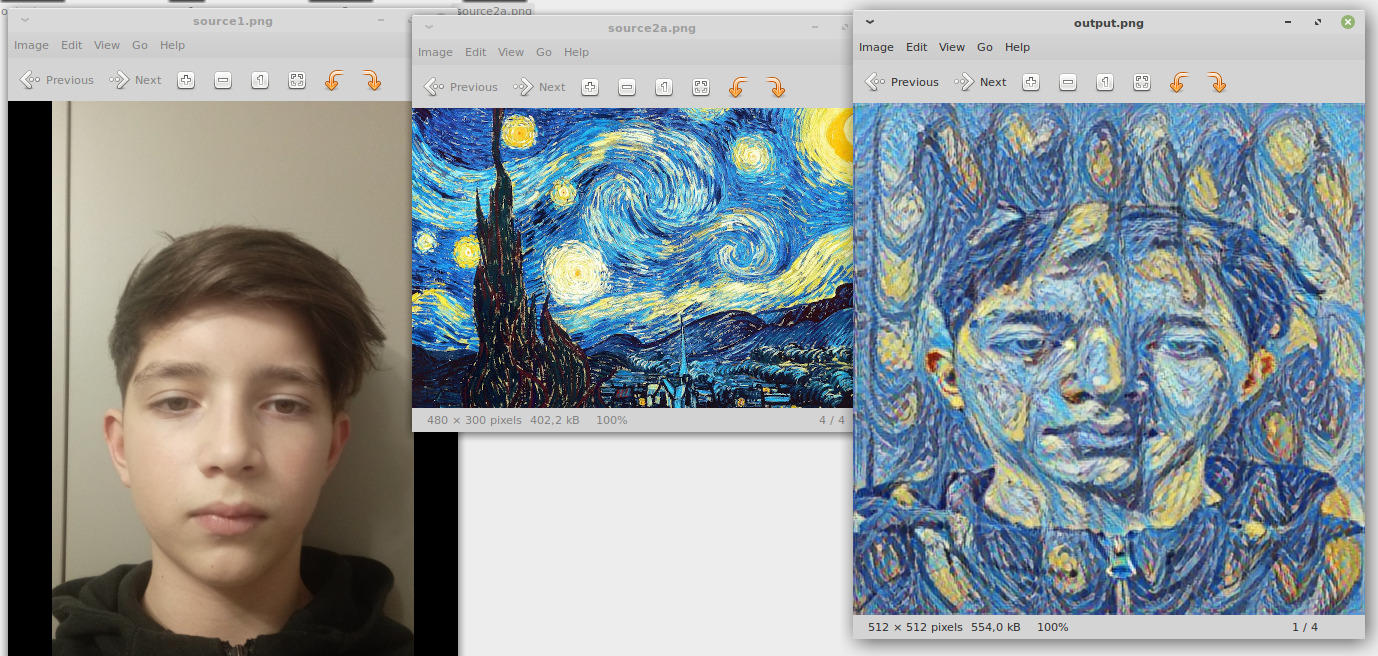 source2a.png
source1.png
Image Edit View Go Help
Previous Next
source2a.png
Image Edit View Go Help
Previous Next
480 × 300 pixels 402,2 kB 100% 4 / 4
output.png
Image Edit View Go Help
Previous Next
512 × 512 pixels 554,0 kB 100% 1 / 4